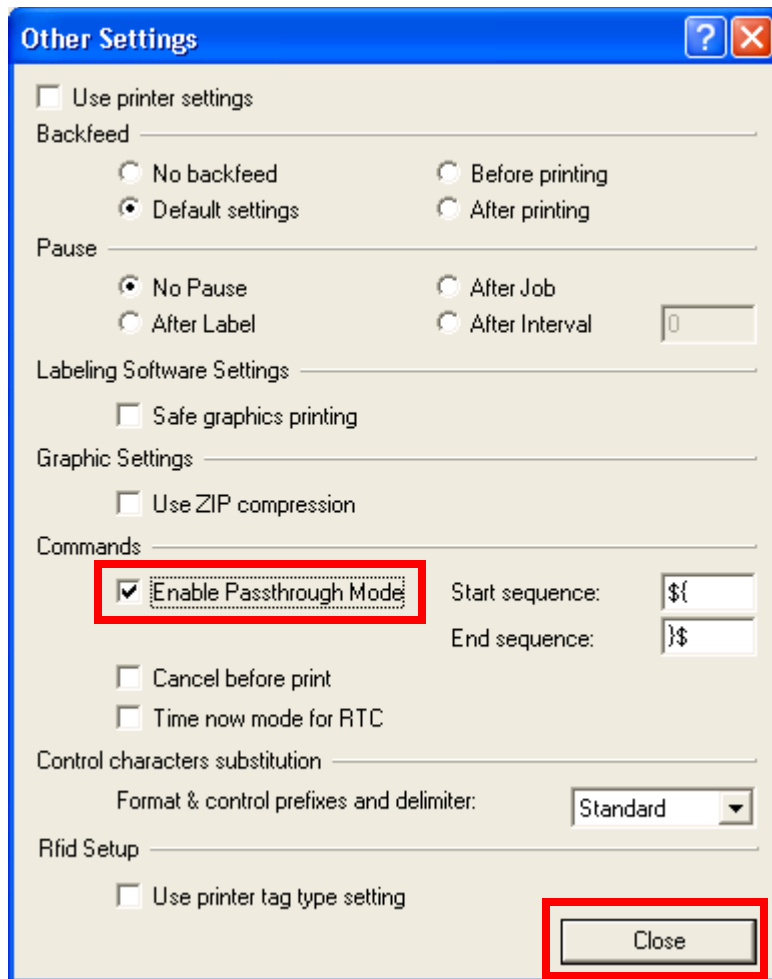 Other Settings
Use printer settings
Backfeed
No backfeed Before printing
Default settings After printing
Pause
No Pause After Job
After Label After Interval 0
Labeling Software Settings
Safe graphics printing
Graphic Settings
Use ZIP compression
Commands
Enable Passthrough Mode Start sequence: ${
End sequence: }$
Cancel before print
Time now mode for RTC
Control characters substitution
Format & control prefixes and delimiter: Standard
Rfid Setup
Use printer tag type setting
Close